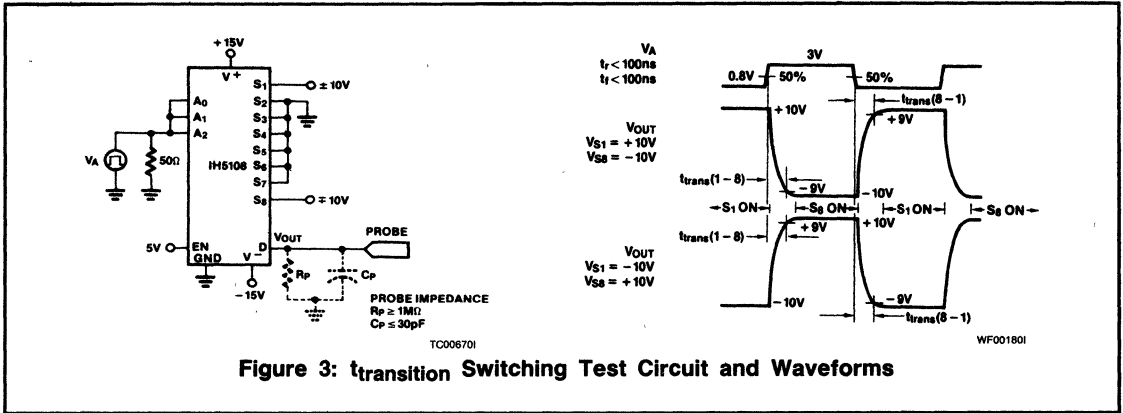 +15V
V+
A0
A1
A2
VA
50Ω
IH5108
S1
S2
S3
S4
S5
S6
S7
S8
±10V
∓10V
5V
EN
GND
V−
D
VOUT
PROBE
RP
CP
−15V
PROBE IMPEDANCE
RP ≥ 1MΩ
CP ≤ 30pF
TC00670I
VA
tr < 100ns
tf < 100ns
0.8V
50%
3V
50%
ttrans(8 − 1)
VOUT
VS1 = +10V
VS8 = −10V
+10V
+9V
ttrans(1 − 8)
−9V
−10V
S1 ON
S8 ON
S1 ON
S8 ON
ttrans(1 − 8)
+9V
+10V
VOUT
VS1 = −10V
VS8 = +10V
−10V
−9V
ttrans(8 − 1)
WF00180I
Figure 3: ttransition Switching Test Circuit and Waveforms